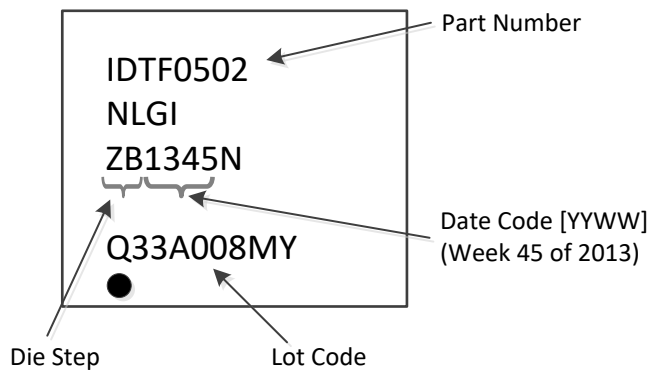 Part Number
IDTF0502
NLGI
ZB1345N
Date Code [YYWW]
(Week 45 of 2013)
Q33A008MY
Die Step
Lot Code